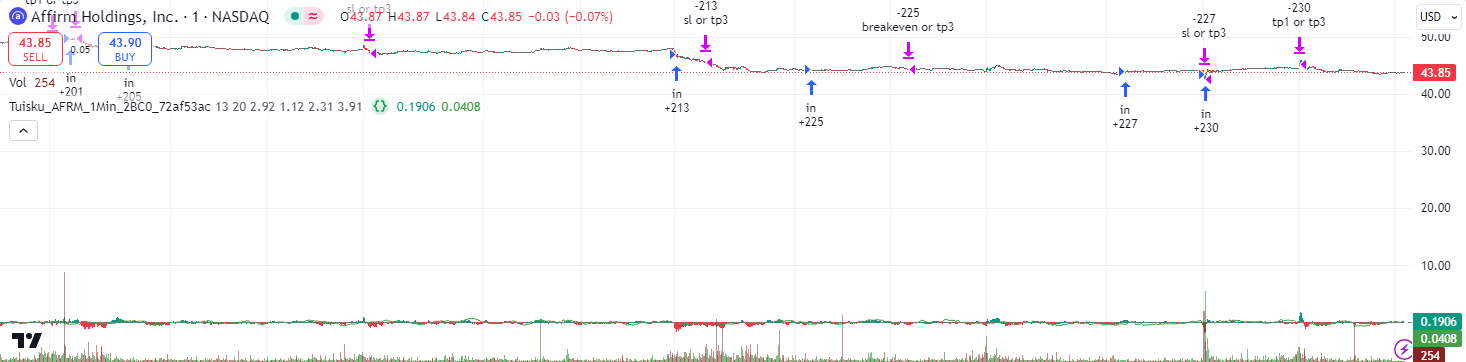 Affirm Holdings, Inc. · 1 · NASDAQ
O43.87 H43.87 L43.84 C43.85 −0.03 (−0.07%)
USD
43.85
SELL
0.05
43.90
BUY
Vol 254
Tuisku_AFRM_1Min_2BC0_72af53ac 13 20 2.92 1.12 2.31 3.91 {} 0.1906 0.0408
sl or tp3
in
+201
in
+205
-213
sl or tp3
in
+213
-225
breakeven or tp3
in
+225
-227
sl or tp3
in
+227
-230
tp1 or tp3
in
+230
50.00
43.85
40.00
30.00
20.00
10.00
0.1906
0.0408
254